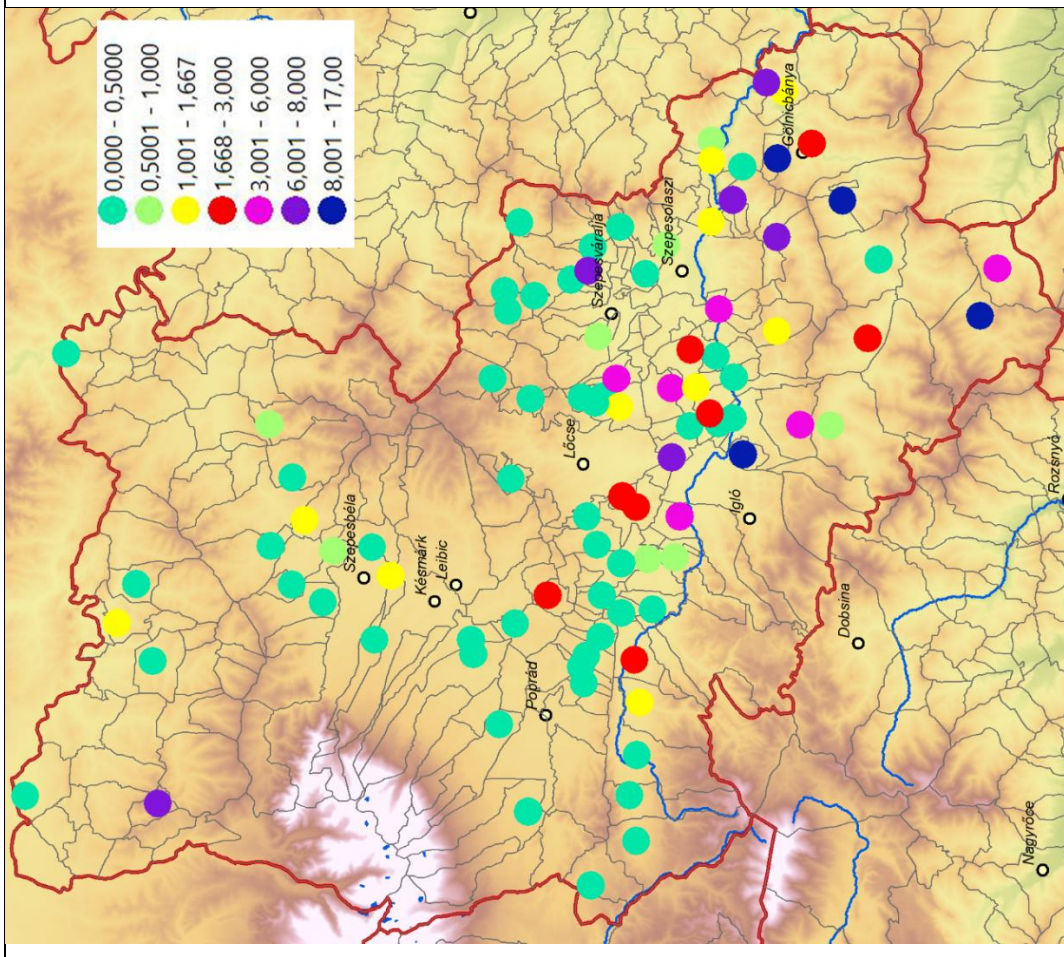 0,000 - 0,5000
0,5001 - 1,000
1,001 - 1,667
1,668 - 3,000
3,001 - 6,000
6,001 - 8,000
8,0001 - 17,00
Gölnicbánya
Szepesváralja
Szepesolaszi
Lőcse
Szepesbéla
Késmárk
Leibic
Igló
Rozsnyó
Poprád
Dobsina
Nagyrőce